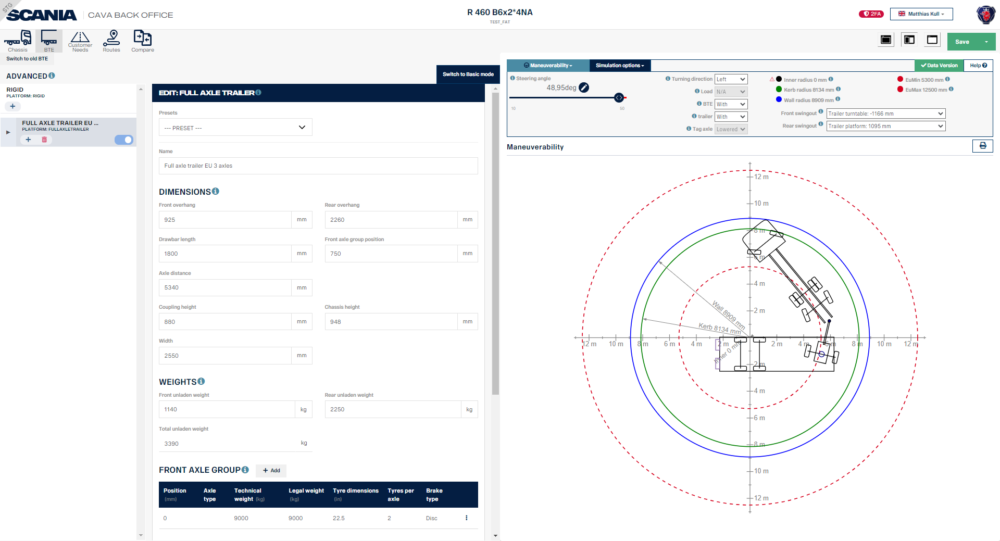 STG
SCANIA
CAVA BACK OFFICE
R 460 B6x2*4NA
TEST_FAT
2FA
Matthias Kull
Chassis
BTE
Customer Needs
Routes
Compare
Save
Switch to old BTE
ADVANCED
Switch to Basic mode
RIGID
PLATFORM: RIGID
FULL AXLE TRAILER EU ...
PLATFORM: FULLAXLETRAILER
EDIT: FULL AXLE TRAILER
Presets
--- PRESET ---
Name
Full axle trailer EU 3 axles
DIMENSIONS
Front overhang
Rear overhang
925 mm
2260 mm
Drawbar length
Front axle group position
1800 mm
750 mm
Axle distance
5340 mm
Coupling height
Chassis height
880 mm
948 mm
Width
2550 mm
WEIGHTS
Front unladen weight
Rear unladen weight
1140 kg
2250 kg
Total unladen weight
3390 kg
FRONT AXLE GROUP
Add
Position (mm)
Axle type
Technical weight (kg)
Legal weight (kg)
Tyre dimensions (in)
Tyres per axle
Brake type
0 9000 9000 22.5 2 Disc
Maneuverability
Simulation options
Data Version
Help
Steering angle
48,95deg
10
50
Turning direction Left
Load N/A
BTE With
trailer With
Tag axle Lowered
Inner radius 0 mm
Kerb radius 8134 mm
Wall radius 8909 mm
EuMin 5300 mm
EuMax 12500 mm
Front swingout Trailer turntable: -1166 mm
Rear swingout Trailer platform: 1095 mm
Maneuverability
12 m
10 m
8 m
6 m
4 m
2 m
Wall 8909 mm
Kerb 8134 mm
Inner 0 mm
12 m 10 m 8 m 6 m 4 m 2 m 2 m 4 m 6 m 8 m 10 m 12 m
2 m
4 m
6 m
8 m
10 m
12 m